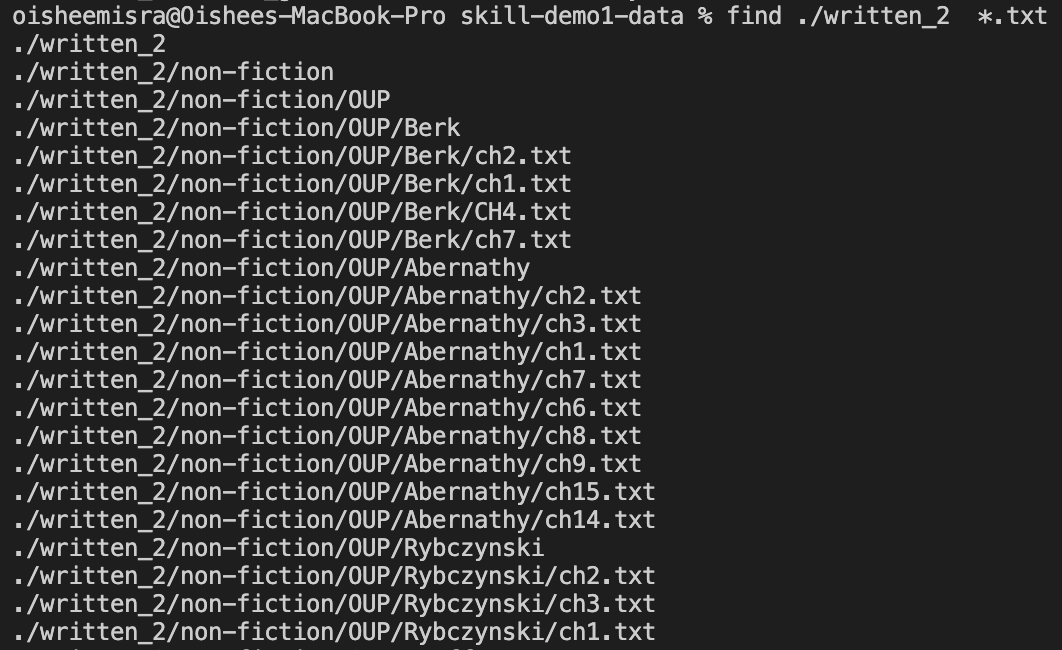 oisheemisra@Oishees-MacBook-Pro skill-demo1-data % find ./written_2  *.txt
./written_2
./written_2/non-fiction
./written_2/non-fiction/OUP
./written_2/non-fiction/OUP/Berk
./written_2/non-fiction/OUP/Berk/ch2.txt
./written_2/non-fiction/OUP/Berk/ch1.txt
./written_2/non-fiction/OUP/Berk/CH4.txt
./written_2/non-fiction/OUP/Berk/ch7.txt
./written_2/non-fiction/OUP/Abernathy
./written_2/non-fiction/OUP/Abernathy/ch2.txt
./written_2/non-fiction/OUP/Abernathy/ch3.txt
./written_2/non-fiction/OUP/Abernathy/ch1.txt
./written_2/non-fiction/OUP/Abernathy/ch7.txt
./written_2/non-fiction/OUP/Abernathy/ch6.txt
./written_2/non-fiction/OUP/Abernathy/ch8.txt
./written_2/non-fiction/OUP/Abernathy/ch9.txt
./written_2/non-fiction/OUP/Abernathy/ch15.txt
./written_2/non-fiction/OUP/Abernathy/ch14.txt
./written_2/non-fiction/OUP/Rybczynski
./written_2/non-fiction/OUP/Rybczynski/ch2.txt
./written_2/non-fiction/OUP/Rybczynski/ch3.txt
./written_2/non-fiction/OUP/Rybczynski/ch1.txt